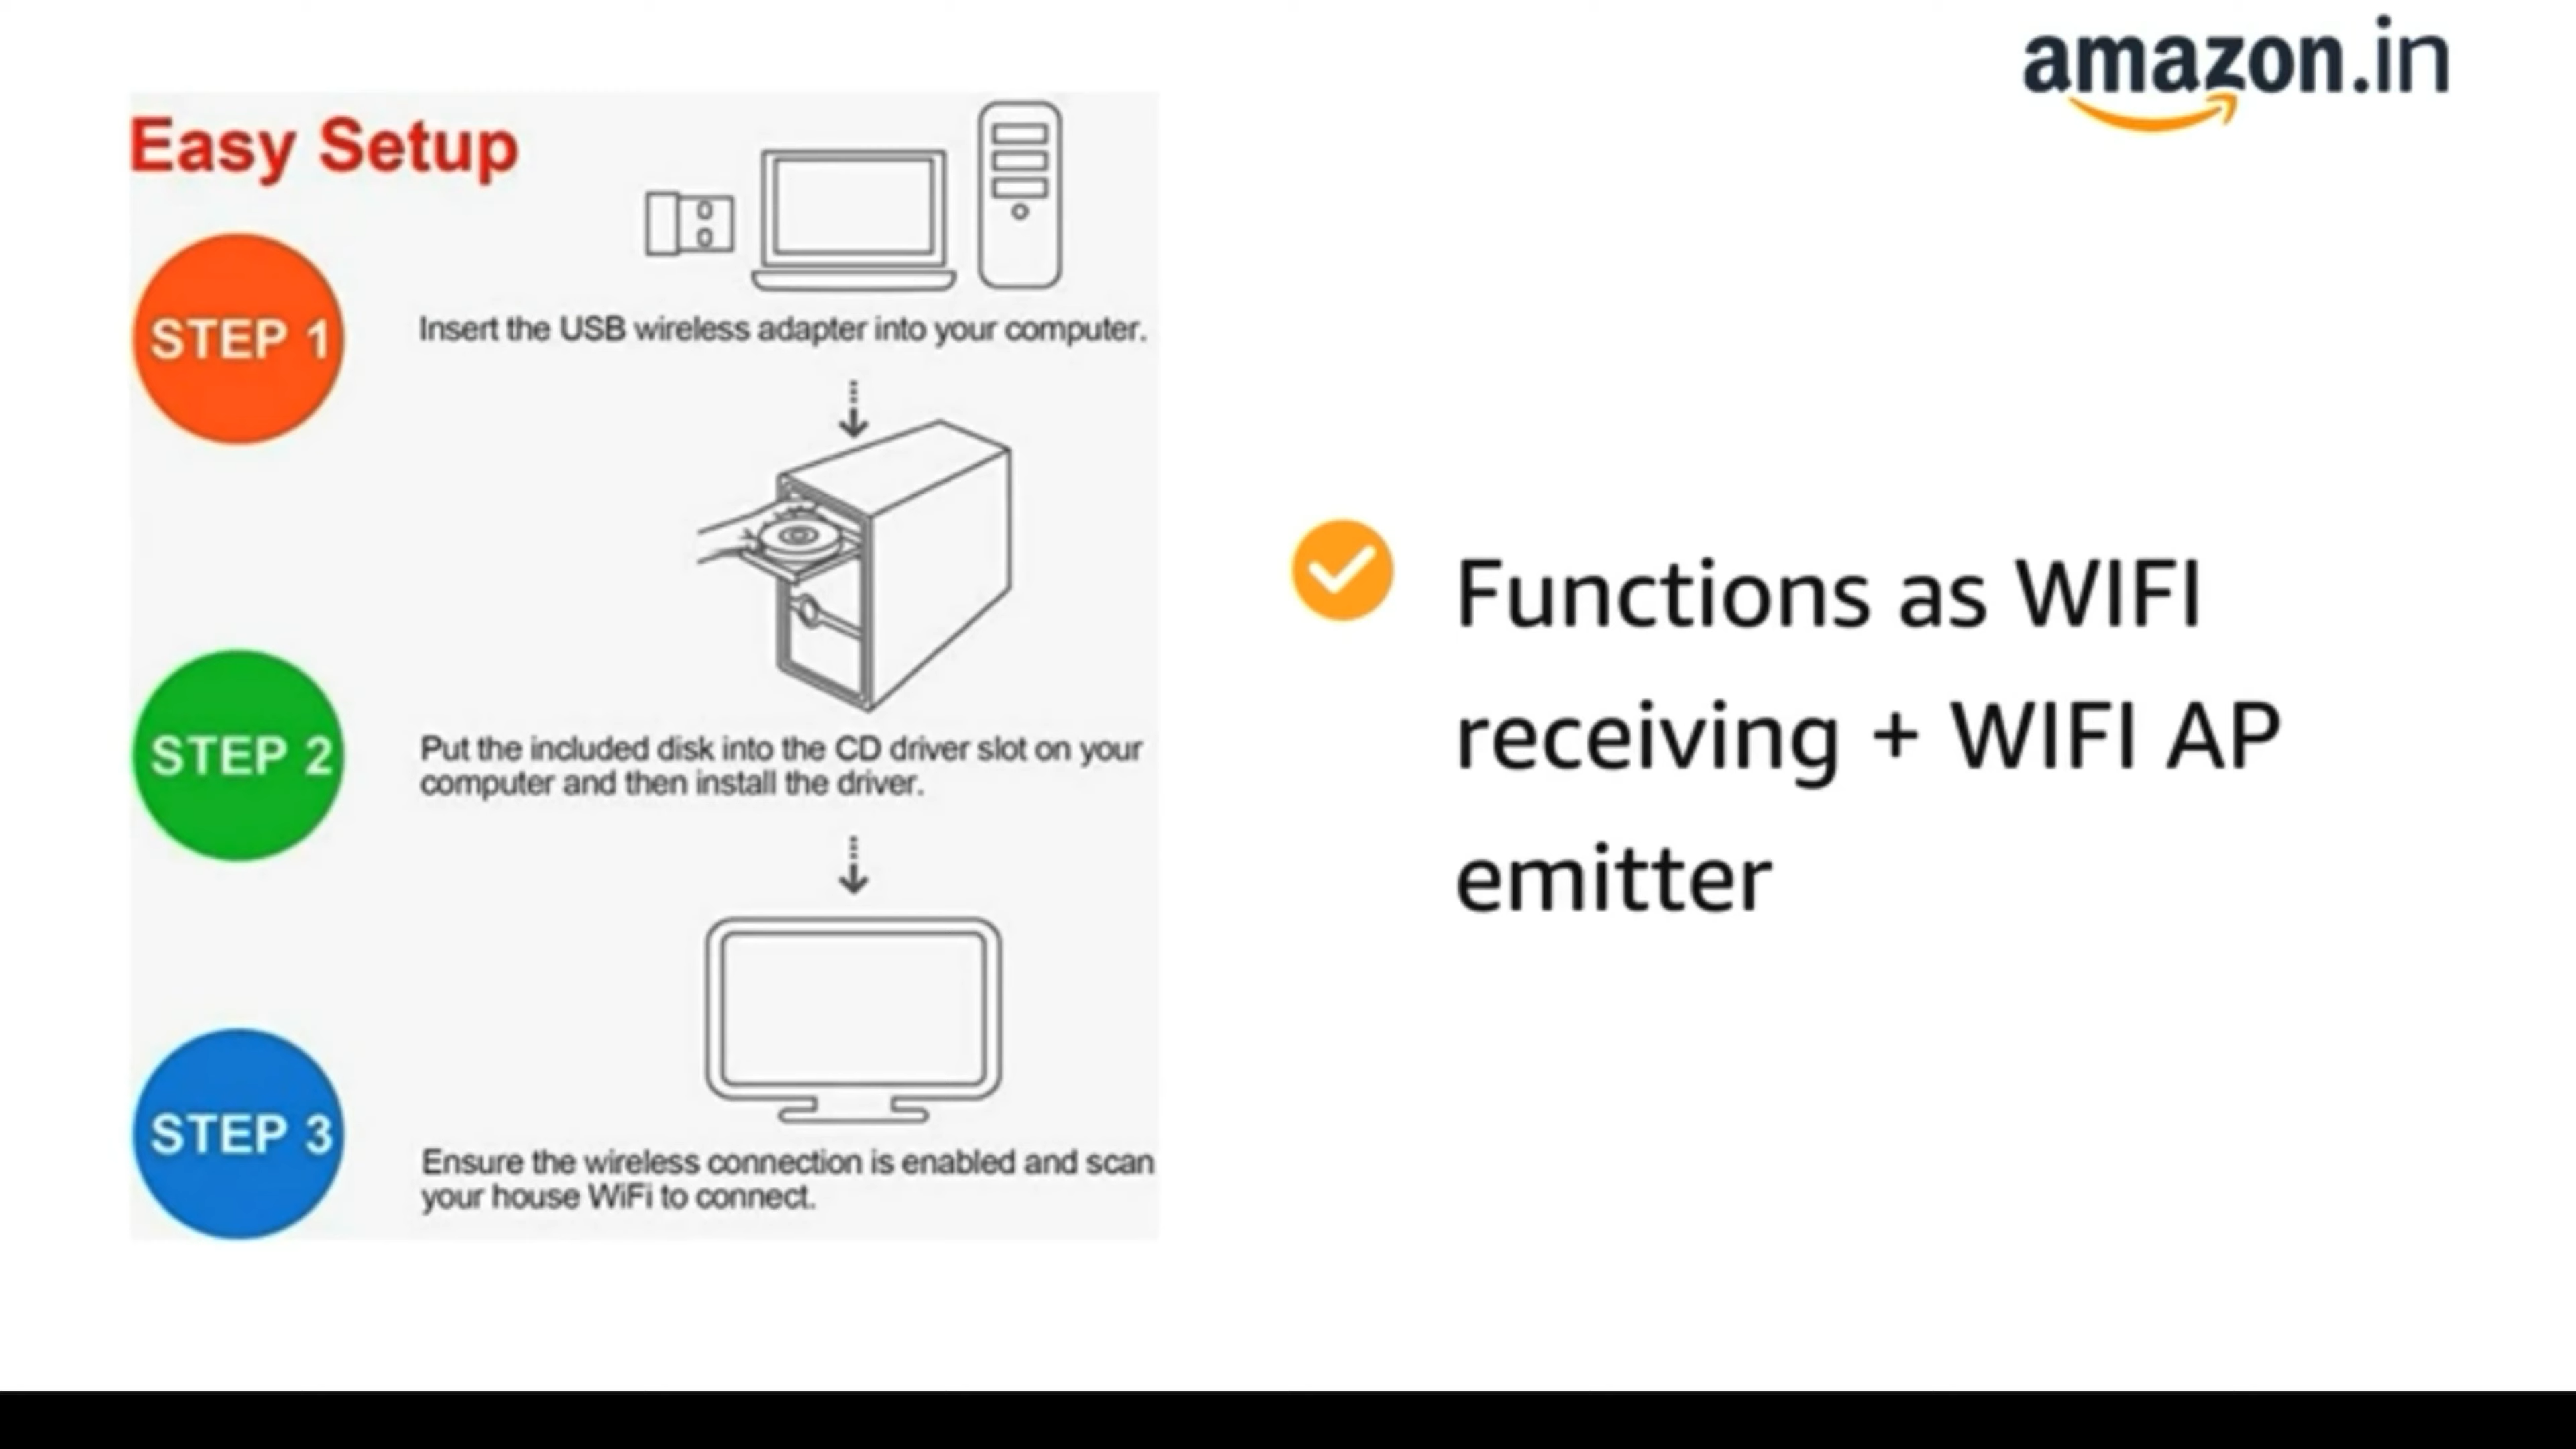 amazon.in
Easy Setup
STEP 1
Insert the USB wireless adapter into your computer.
STEP 2
Put the included disk into the CD driver slot on your
computer and then install the driver.
STEP 3
Ensure the wireless connection is enabled and scan
your house WiFi to connect.
Functions as WIFI
receiving + WIFI AP
emitter